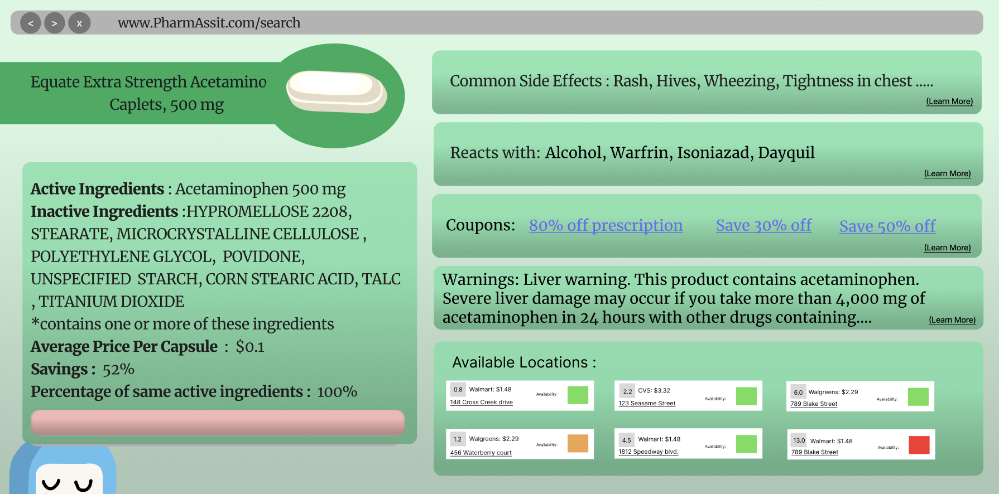 < > x www.PharmAssit.com/search
Equate Extra Strength Acetamino
Caplets, 500 mg
Active Ingredients : Acetaminophen 500 mg
Inactive Ingredients :HYPROMELLOSE 2208,
STEARATE, MICROCRYSTALLINE CELLULOSE ,
POLYETHYLENE GLYCOL, POVIDONE,
UNSPECIFIED STARCH, CORN STEARIC ACID, TALC
, TITANIUM DIOXIDE
*contains one or more of these ingredients
Average Price Per Capsule : $0.1
Savings : 52%
Percentage of same active ingredients : 100%
Common Side Effects : Rash, Hives, Wheezing, Tightness in chest .....
(Learn More)
Reacts with: Alcohol, Warfrin, Isoniazad, Dayquil
(Learn More)
Coupons: 80% off prescription Save 30% off Save 50% off
(Learn More)
Warnings: Liver warning. This product contains acetaminophen.
Severe liver damage may occur if you take more than 4,000 mg of
acetaminophen in 24 hours with other drugs containing....
(Learn More)
Available Locations :
0.8 Walmart: $1.48 Availability:
148 Cross Creek drive
2.2 CVS: $3.32 Availability:
123 Seasame Street
6.0 Walgreens: $2.29 Availability:
789 Blake Street
1.2 Walgreens: $2.29 Availability:
456 Waterberry court
4.5 Walmart: $1.48 Availability:
1812 Speedway blvd.
13.0 Walmart: $1.48 Availability:
789 Blake Street